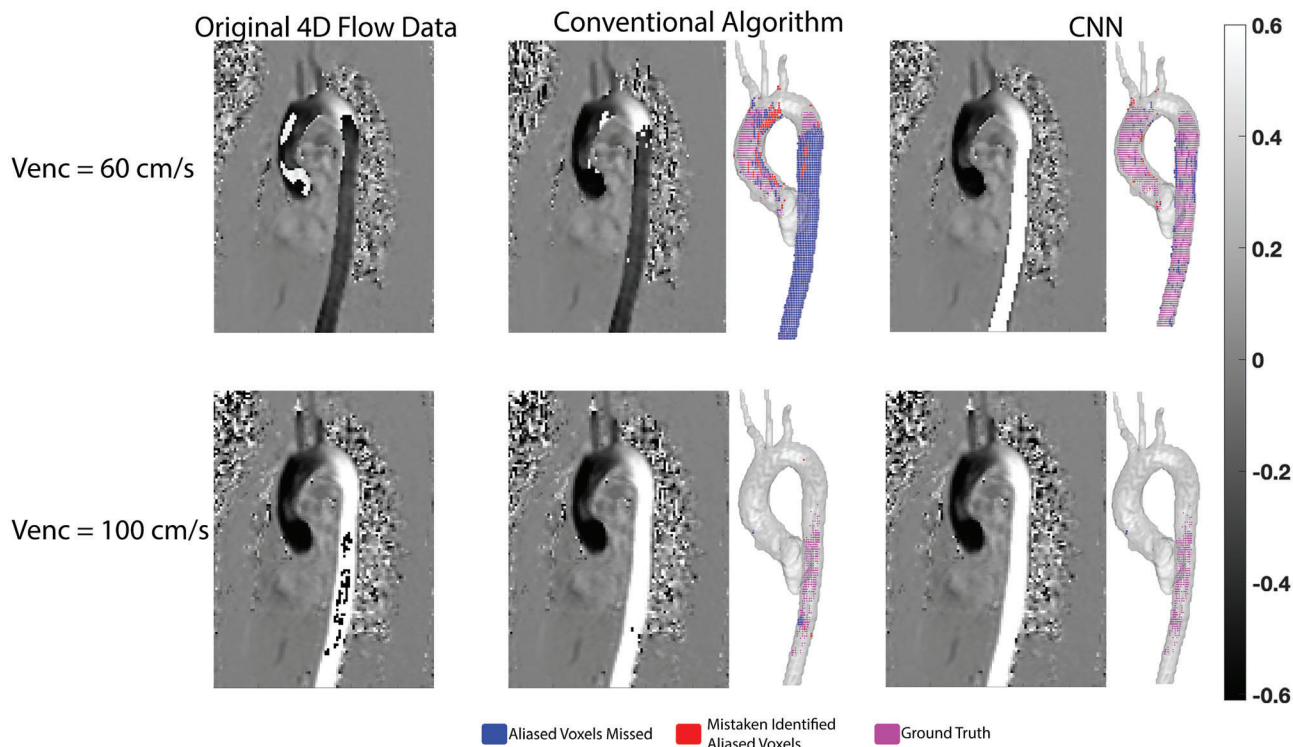 Original 4D Flow Data
Conventional Algorithm
CNN
0.6
Venc = 60 cm/s
0.4
0.2
0
-0.2
Venc = 100 cm/s
-0.4
-0.6
Aliased Voxels Missed
Mistaken Identified
Aliased Voxels
Ground Truth